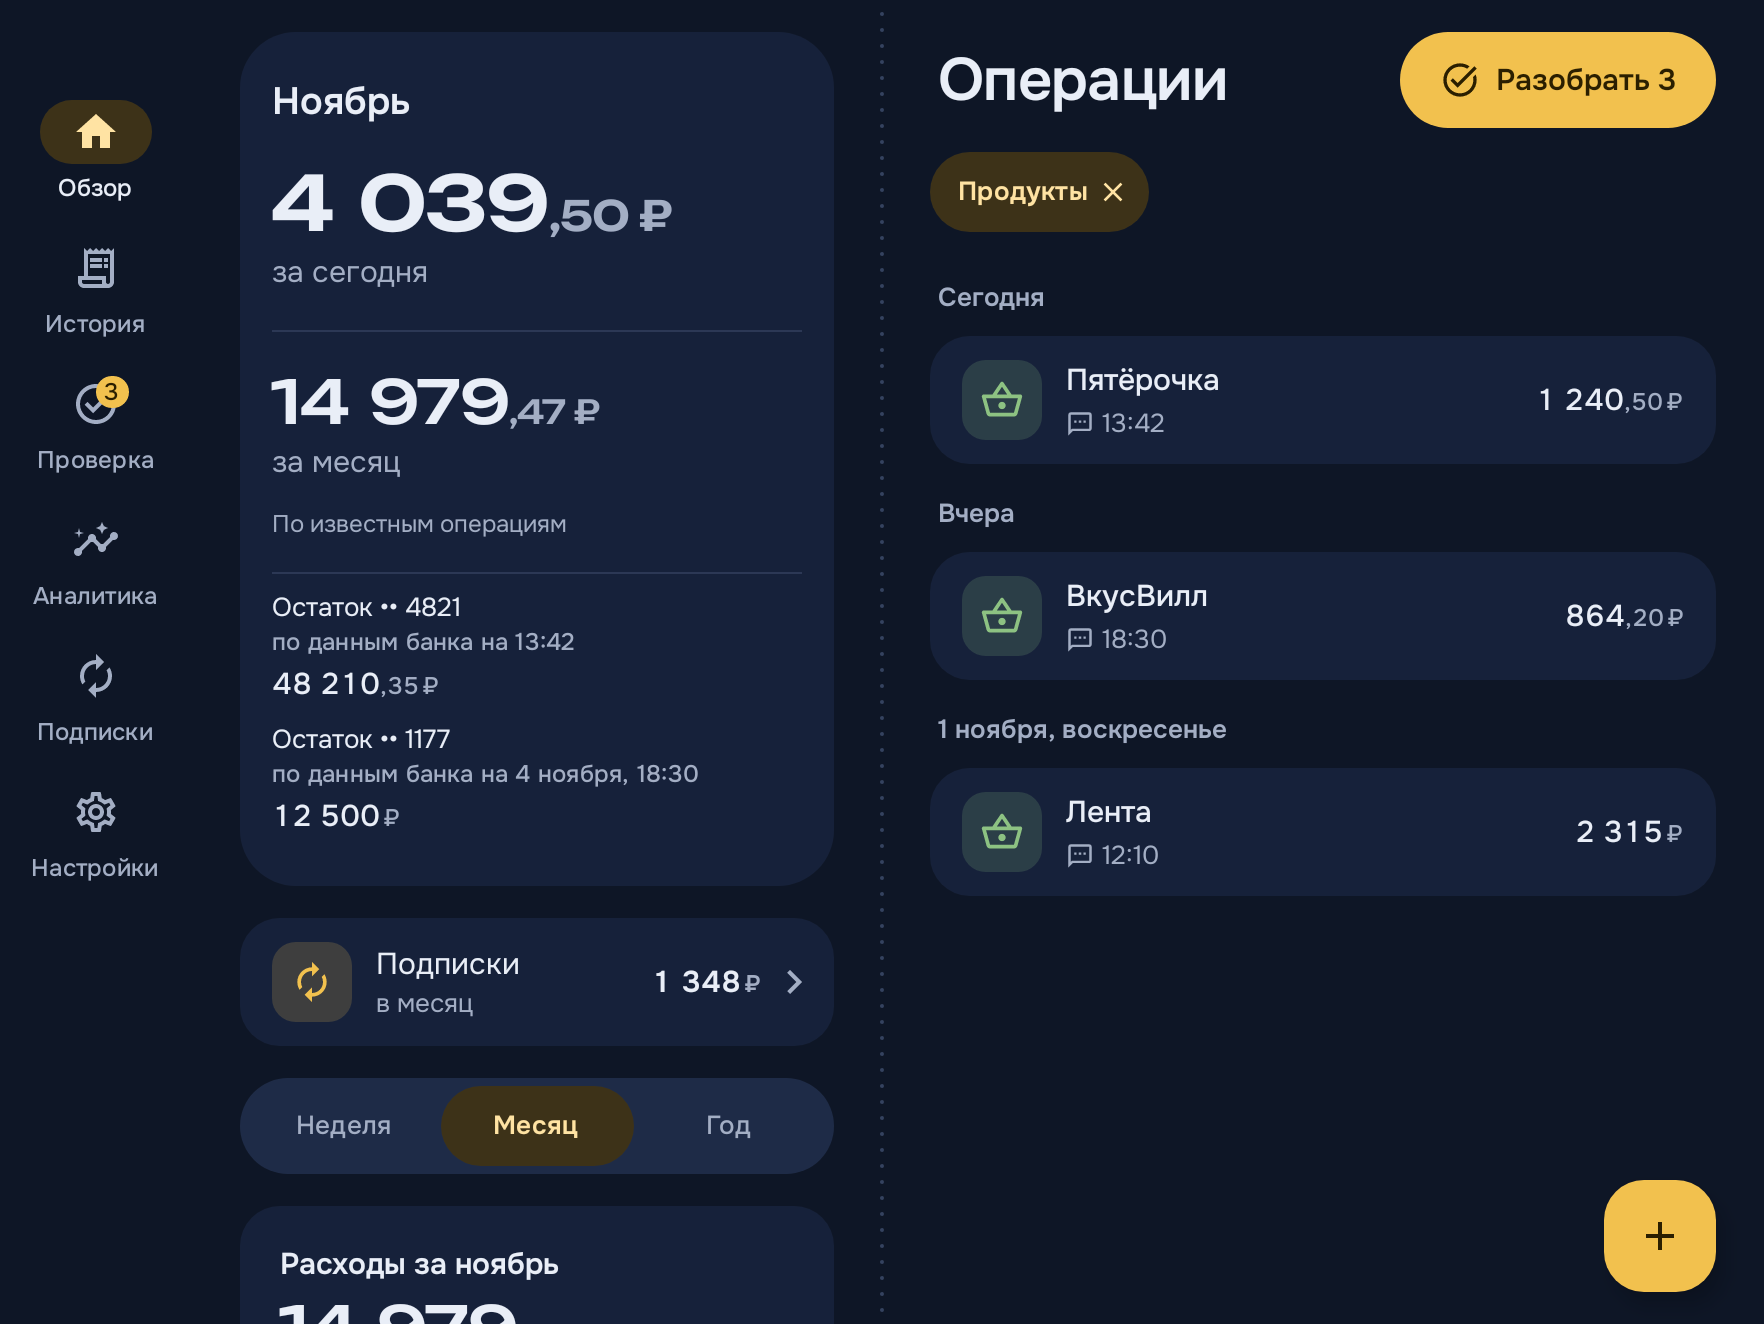 Обзор
История
3
Проверка
Аналитика
Подписки
Настройки
Ноябрь
4 039,50 ₽
за сегодня
14 979,47 ₽
за месяц
По известным операциям
Остаток •• 4821
по данным банка на 13:42
48 210,35 ₽
Остаток •• 1177
по данным банка на 4 ноября, 18:30
12 500 ₽
Подписки
в месяц
1 348 ₽
Неделя
Месяц
Год
Расходы за ноябрь
14 979
Операции
Разобрать 3
Продукты
Сегодня
Пятёрочка
13:42
1 240,50 ₽
Вчера
ВкусВилл
18:30
864,20 ₽
1 ноября, воскресенье
Лента
12:10
2 315 ₽